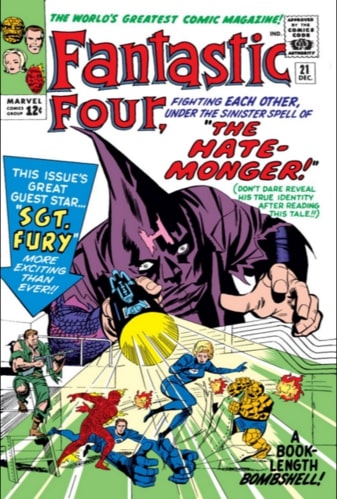 THE WORLD'S GREATEST COMIC MAGAZINE!
IND.
APPROVED
BY THE
COMICS
CODE
AUTHORITY
Fantastic
Four,
21
DEC.
MARVEL
COMICS
GROUP
12¢
FIGHTING EACH OTHER,
UNDER THE SINISTER SPELL OF
"THE
HATE-
MONGER!"
(DON'T DARE REVEAL
HIS TRUE IDENTITY
AFTER READING
THIS TALE!!)
THIS ISSUE'S
GREAT
GUEST STAR...
"SGT.
FURY"
MORE
EXCITING
THAN
EVER!!
H
A
BOOK-
LENGTH
BOMBSHELL!